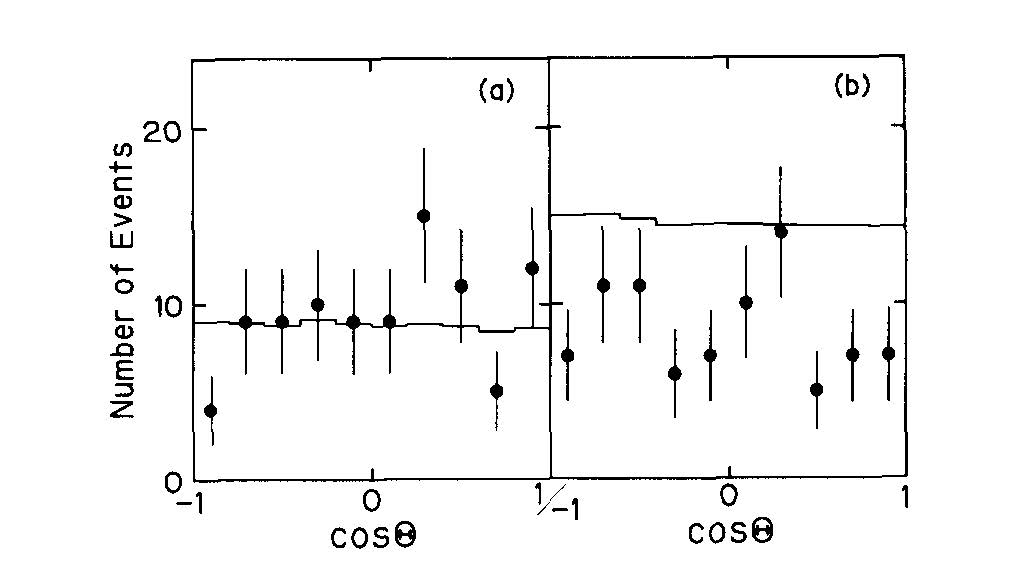 (a)
(b)
20
10
0
Number of Events
-1
0
1/-1
0
1
cosΘ
cosΘ